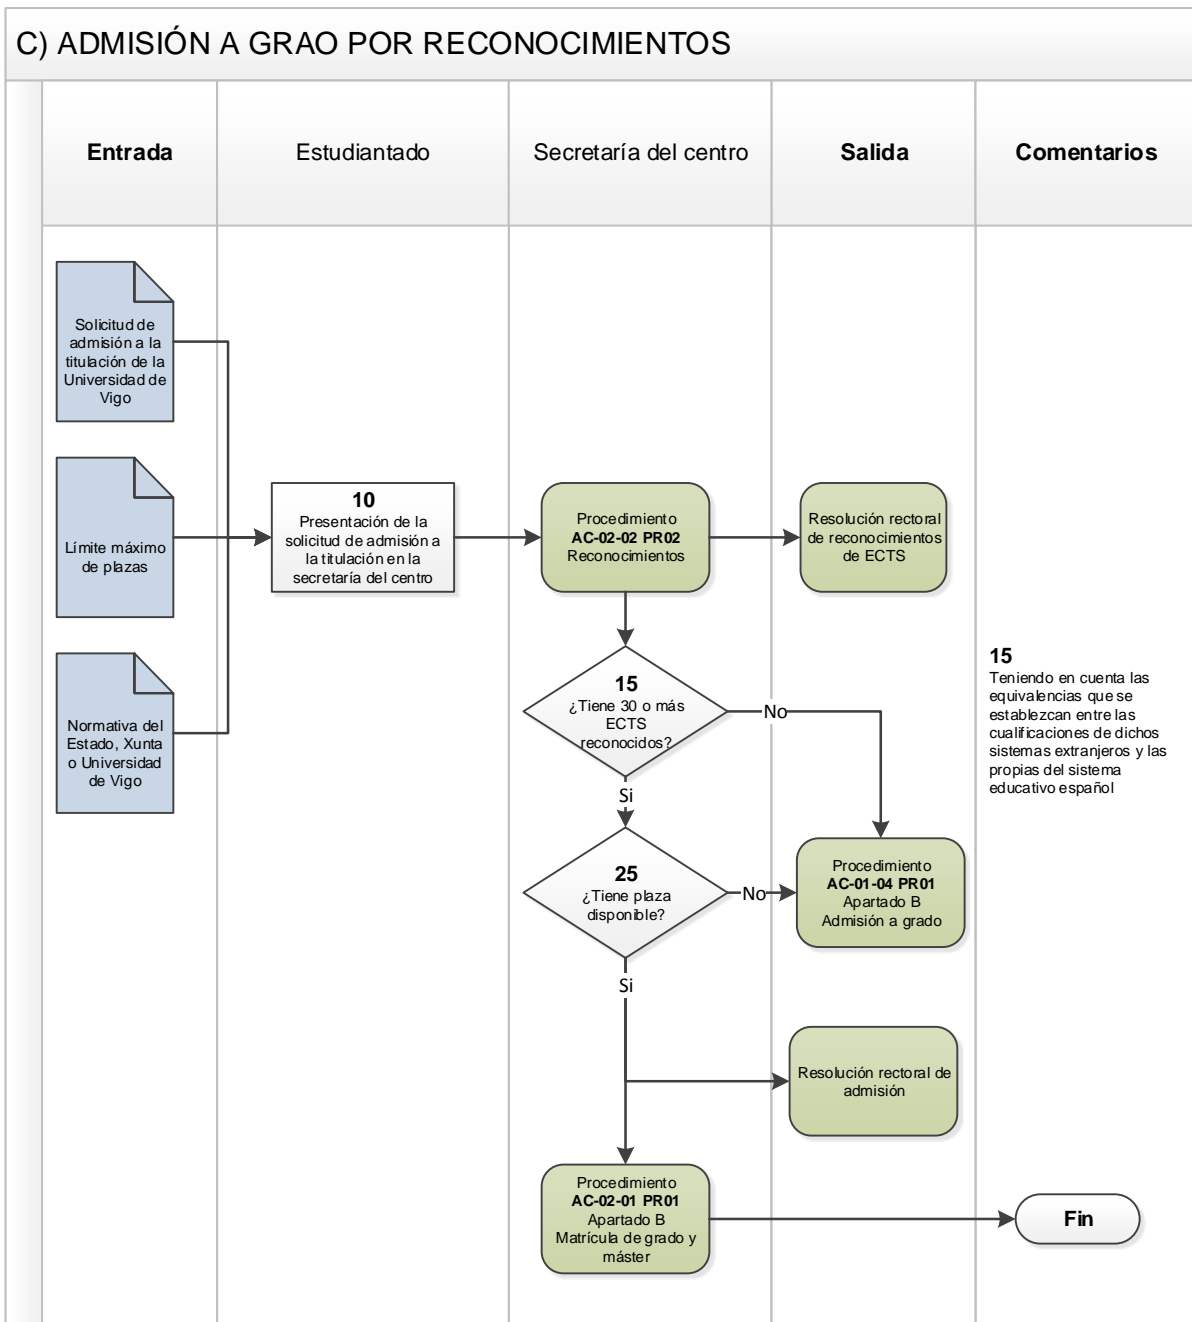 C) ADMISIÓN A GRAO POR RECONOCIMIENTOS
Entrada
Estudiantado
Secretaría del centro
Salida
Comentarios
Solicitud de
admisión a la
titulación de la
Universidad de
Vigo
Límite máximo
de plazas
Normativa del
Estado, Xunta
o Universidad
de Vigo
10
Presentación de la
solicitud de admisión a
la titulación en la
secretaría del centro
Procedimiento
AC-02-02 PR02
Reconocimientos
Resolución rectoral
de reconocimientos
de ECTS
15
¿Tiene 30 o más
ECTS
reconocidos?
No
Si
15
Teniendo en cuenta las
equivalencias que se
establezcan entre las
cualificaciones de dichos
sistemas extranjeros y las
propias del sistema
educativo español
25
¿Tiene plaza
disponible?
No
Si
Procedimiento
AC-01-04 PR01
Apartado B
Admisión a grado
Resolución rectoral de
admisión
Procedimiento
AC-02-01 PR01
Apartado B
Matrícula de grado y
máster
Fin